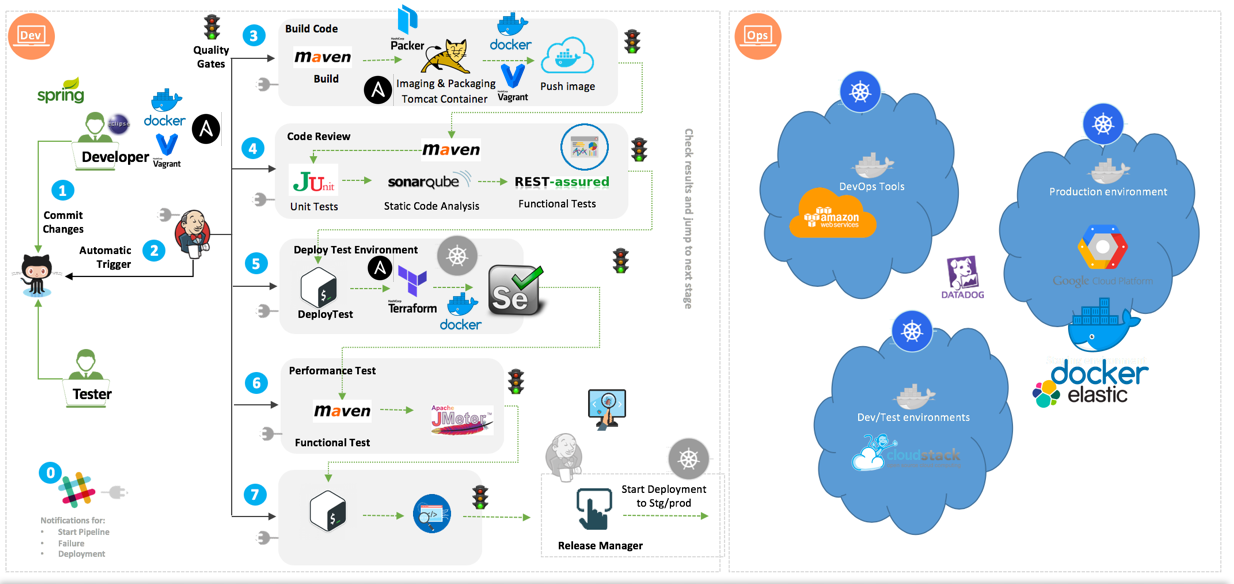 Dev
Quality
Gates
spring
docker
Vagrant
Developer
1
Commit
Changes
Automatic
Trigger
2
Tester
0
Notifications for:
• Start Pipeline
• Failure
• Deployment
3
Build Code
maven
Build
Packer
Imaging & Packaging
Tomcat Container
docker
Vagrant
Push image
4
Code Review
maven
JUnit
Unit Tests
sonarqube
Static Code Analysis
REST-assured
Functional Tests
5
Deploy Test Environment
$_
DeployTest
Terraform
docker
Se
6
Performance Test
maven
Functional Test
Apache
JMeter
7
$_
Start Deployment
to Stg/prod
Release Manager
Check results and jump to next stage
Ops
DevOps Tools
amazon
web services
DATADOG
Production environment
Google Cloud Platform
docker
elastic
Dev/Test environments
cloudstack